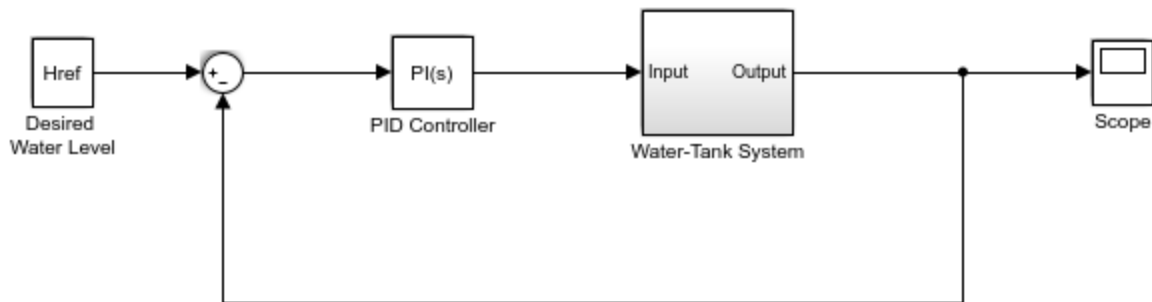 Href
+
−
PI(s)
Input
Output
Desired
Water Level
PID Controller
Water-Tank System
Scope